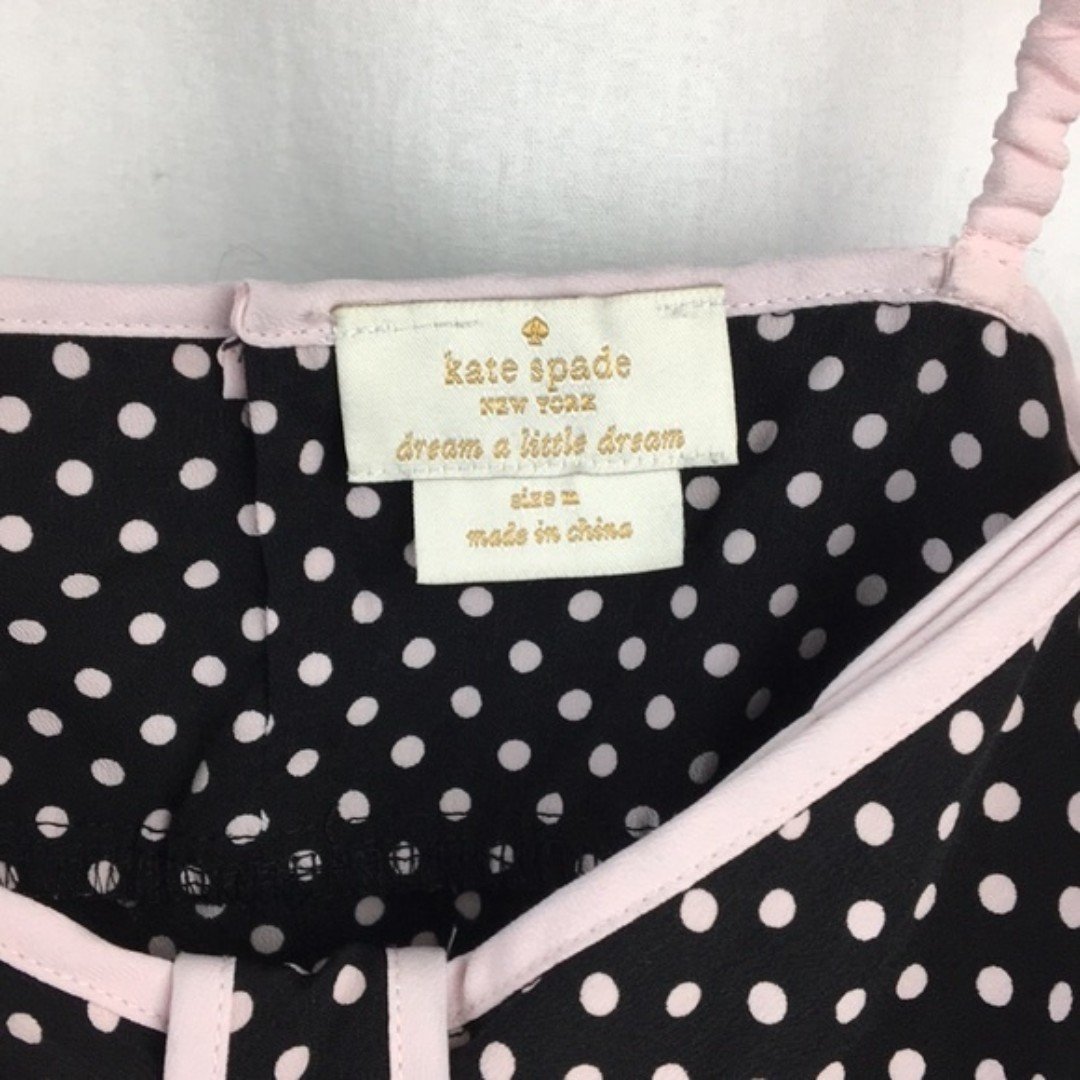 kate spade
NEW YORK
dream a little dream
size m
made in china